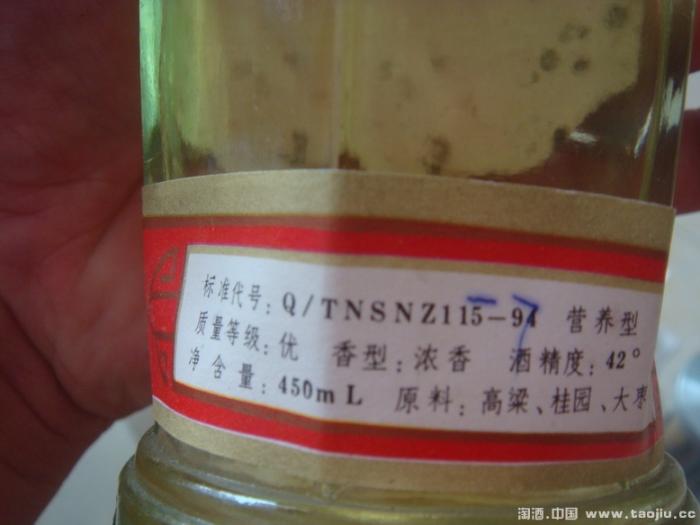 标准代号：Q/TNSNZ115-94 营养型
质量等级：优 香型：浓香 酒精度：42°
净含量：450mL 原料：高梁、桂园、大枣
淘酒.中国 www.taojiu.cc